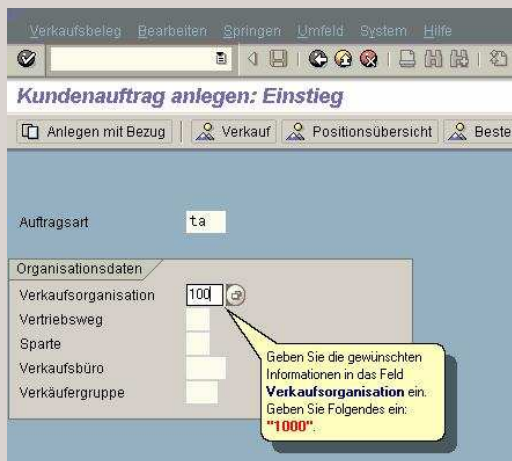 Verkaufsbeleg Bearbeiten Springen Umfeld System Hilfe
Kundenauftrag anlegen: Einstieg
Anlegen mit Bezug Verkauf Positionsübersicht Beste
Auftragsart ta
Organisationsdaten
Verkaufsorganisation 100
Vertriebsweg
Sparte
Verkaufsbüro
Verkäufergruppe
Geben Sie die gewünschten
Informationen in das Feld
Verkaufsorganisation ein.
Geben Sie Folgendes ein:
"1000".